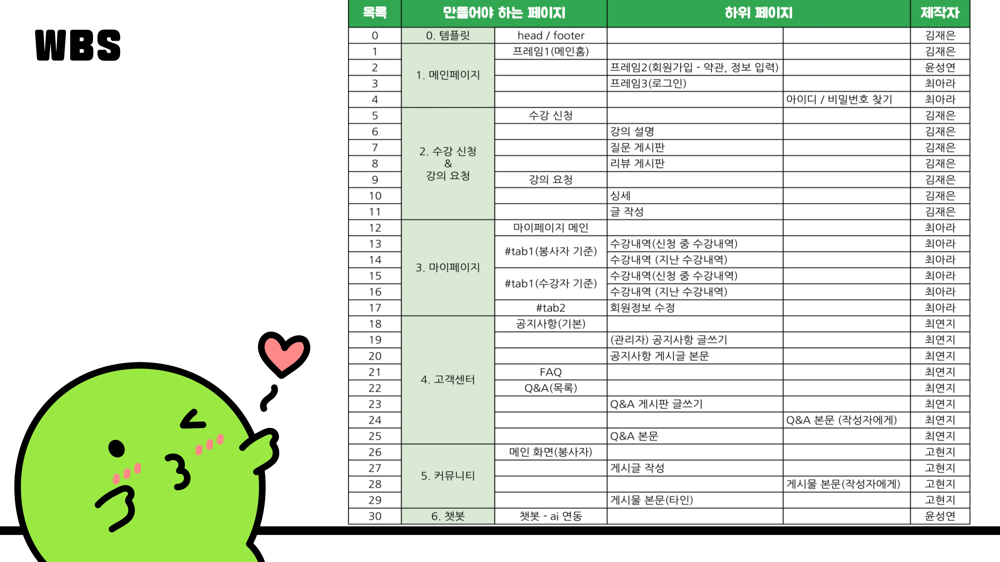 WBS
목록 만들어야 하는 페이지 하위 페이지 제작자
0 0. 템플릿 head / footer 김재은
1 1. 메인페이지 프레임1(메인홈) 김재은
2 프레임2(회원가입 - 약관, 정보 입력) 윤성연
3 프레임3(로그인) 최아라
4 아이디 / 비밀번호 찾기 최아라
5 2. 수강 신청 & 강의 요청 수강 신청 김재은
6 강의 설명 김재은
7 질문 게시판 김재은
8 리뷰 게시판 김재은
9 강의 요청 김재은
10 싱세 김재은
11 글 작성 김재은
12 3. 마이페이지 마이페이지 메인 최아라
13 #tab1(봉사자 기준) 수강내역(신청 중 수강내역) 최아라
14 수강내역 (지난 수강내역) 최아라
15 #tab1(수강자 기준) 수강내역(신청 중 수강내역) 최아라
16 수강내역 (지난 수강내역) 최아라
17 #tab2 회원정보 수정 최아라
18 4. 고객센터 공지사항(기본) 최연지
19 (관리자) 공지사항 글쓰기 최연지
20 공지사항 게시글 본문 최연지
21 FAQ 최연지
22 Q&A(목록) 최연지
23 Q&A 게시판 글쓰기 최연지
24 Q&A 본문 (작성자에게) 최연지
25 Q&A 본문 최연지
26 5. 커뮤니티 메인 화면(봉사자) 고현지
27 게시글 작성 고현지
28 게시물 본문(작성자에게) 고현지
29 게시물 본문(타인) 고현지
30 6. 챗봇 챗봇 - ai 연동 윤성연